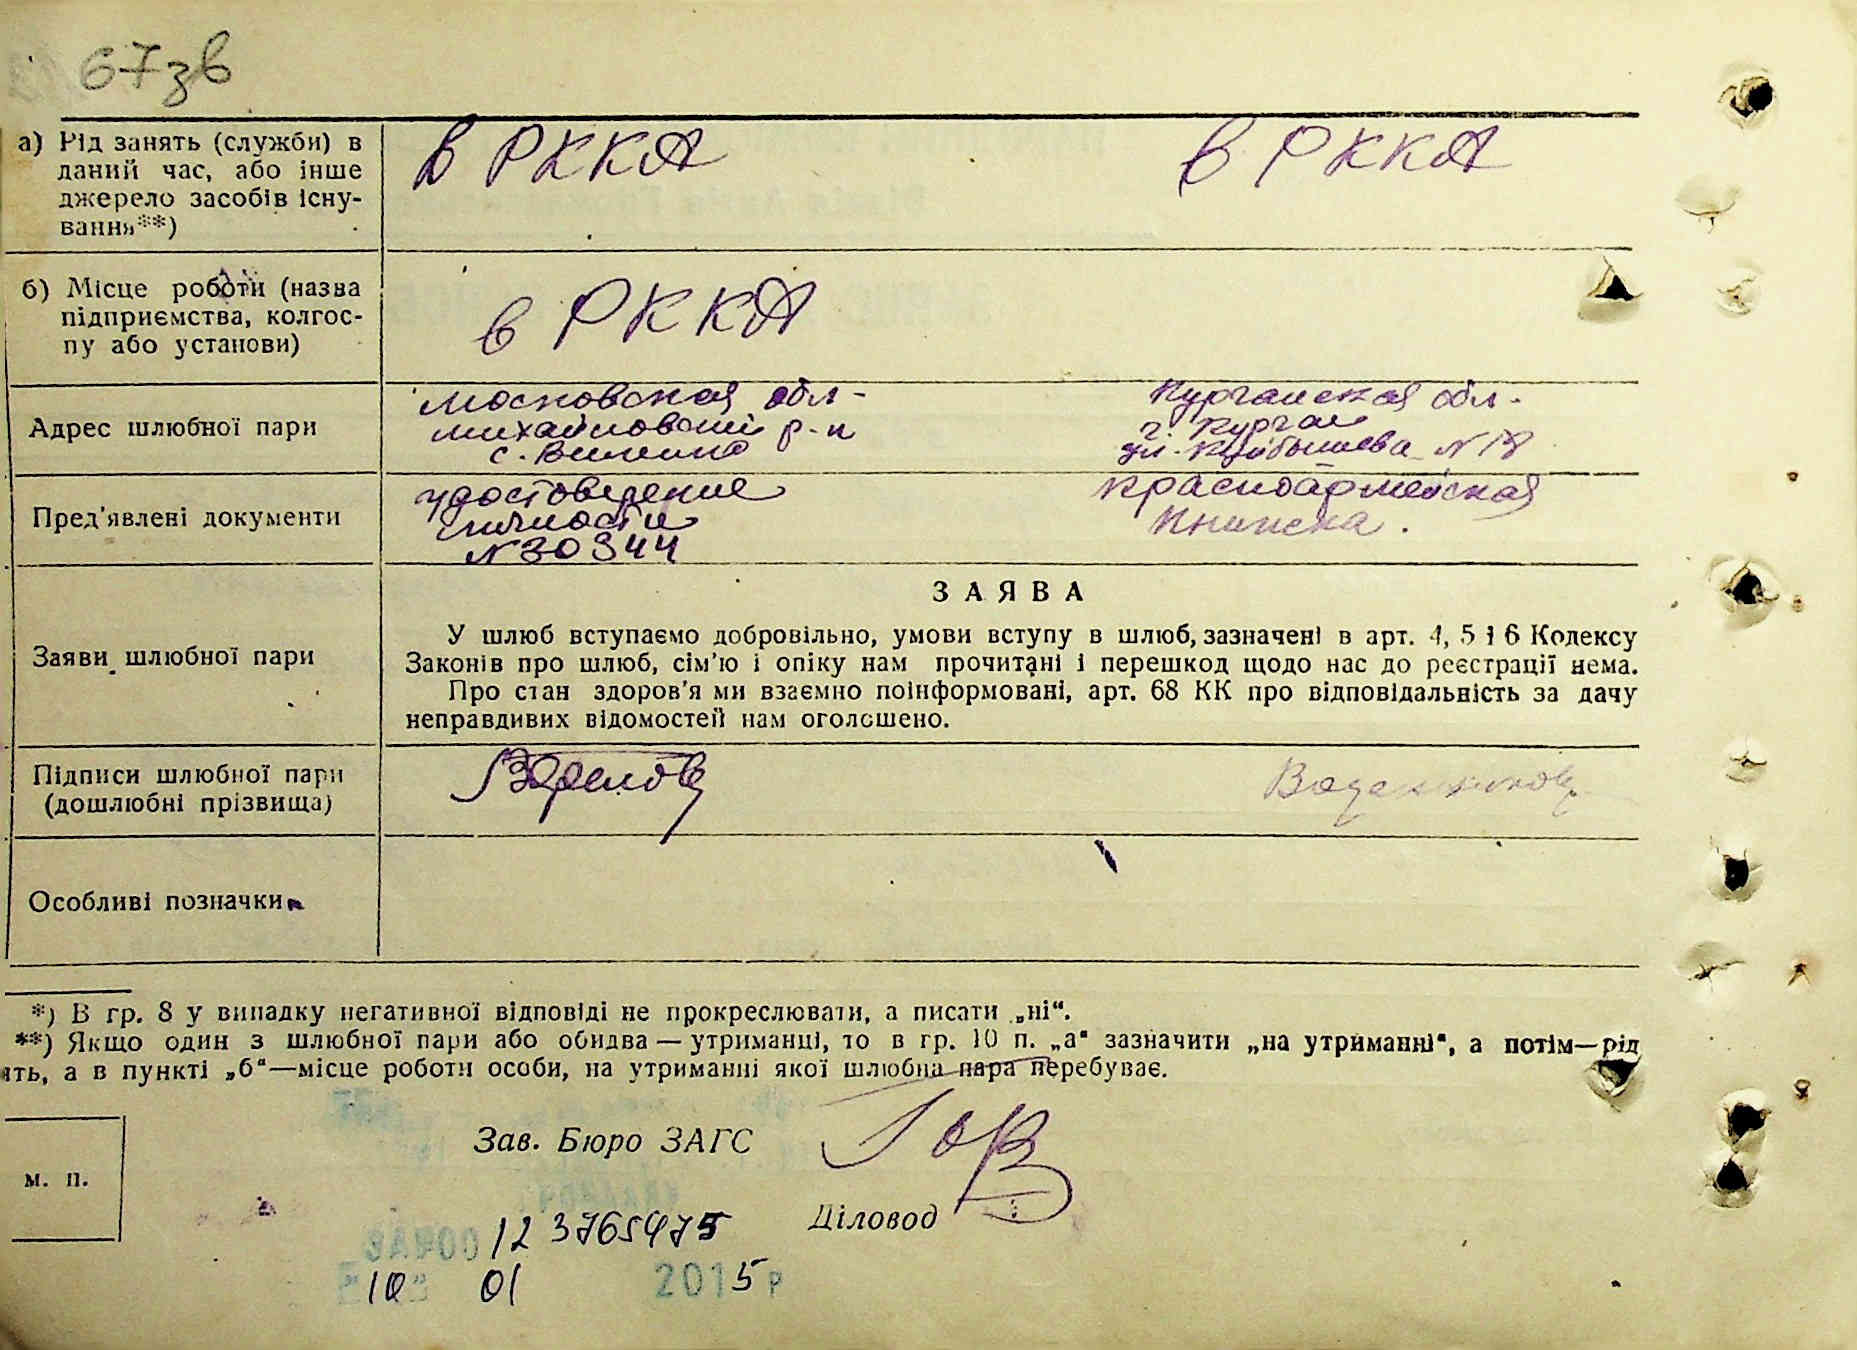 67зв
а) Рід занять (служби) в
даний час, або інше
джерело засобів існу-
вання**)
в РККА
в РККА
б) Місце роботи (назва
підприємства, колгос-
пу або установи)
в РККА
Адрес шлюбної пари
Московская обл-
михайловский р-н
с.
Курганская обл.
г. Курган
ул. Куйбышева N 18
Пред'явлені документи
удостоверение
личности
N 30344
красноармейская
книжка.
Заяви шлюбної пари
ЗАЯВА
У шлюб вступаємо добровільно, умови вступу в шлюб, зазначені в арт. 4, 5 і 6 Кодексу
Законів про шлюб, сім'ю і опіку нам прочитані і перешкод щодо нас до реєстрації нема.
Про стан здоров'я ми взаємно поінформовані, арт. 68 КК про відповідальність за дачу
неправдивих відомостей нам оголошено.
Підписи шлюбної пари
(дошлюбні прізвища)
Особливі позначки
*) В гр. 8 у випадку негативної відповіді не прокреслювати, а писати „ні“.
**) Якщо один з шлюбної пари або обидва — утриманці, то в гр. 10 п. „а“ зазначити „на утриманні“, а потім—рід
ять, а в пункті „б“—місце роботи особи, на утриманні якої шлюбна пара перебуває.
Зав. Бюро ЗАГС
м. п.
Діловод
12 3765475
10 01 2015 р